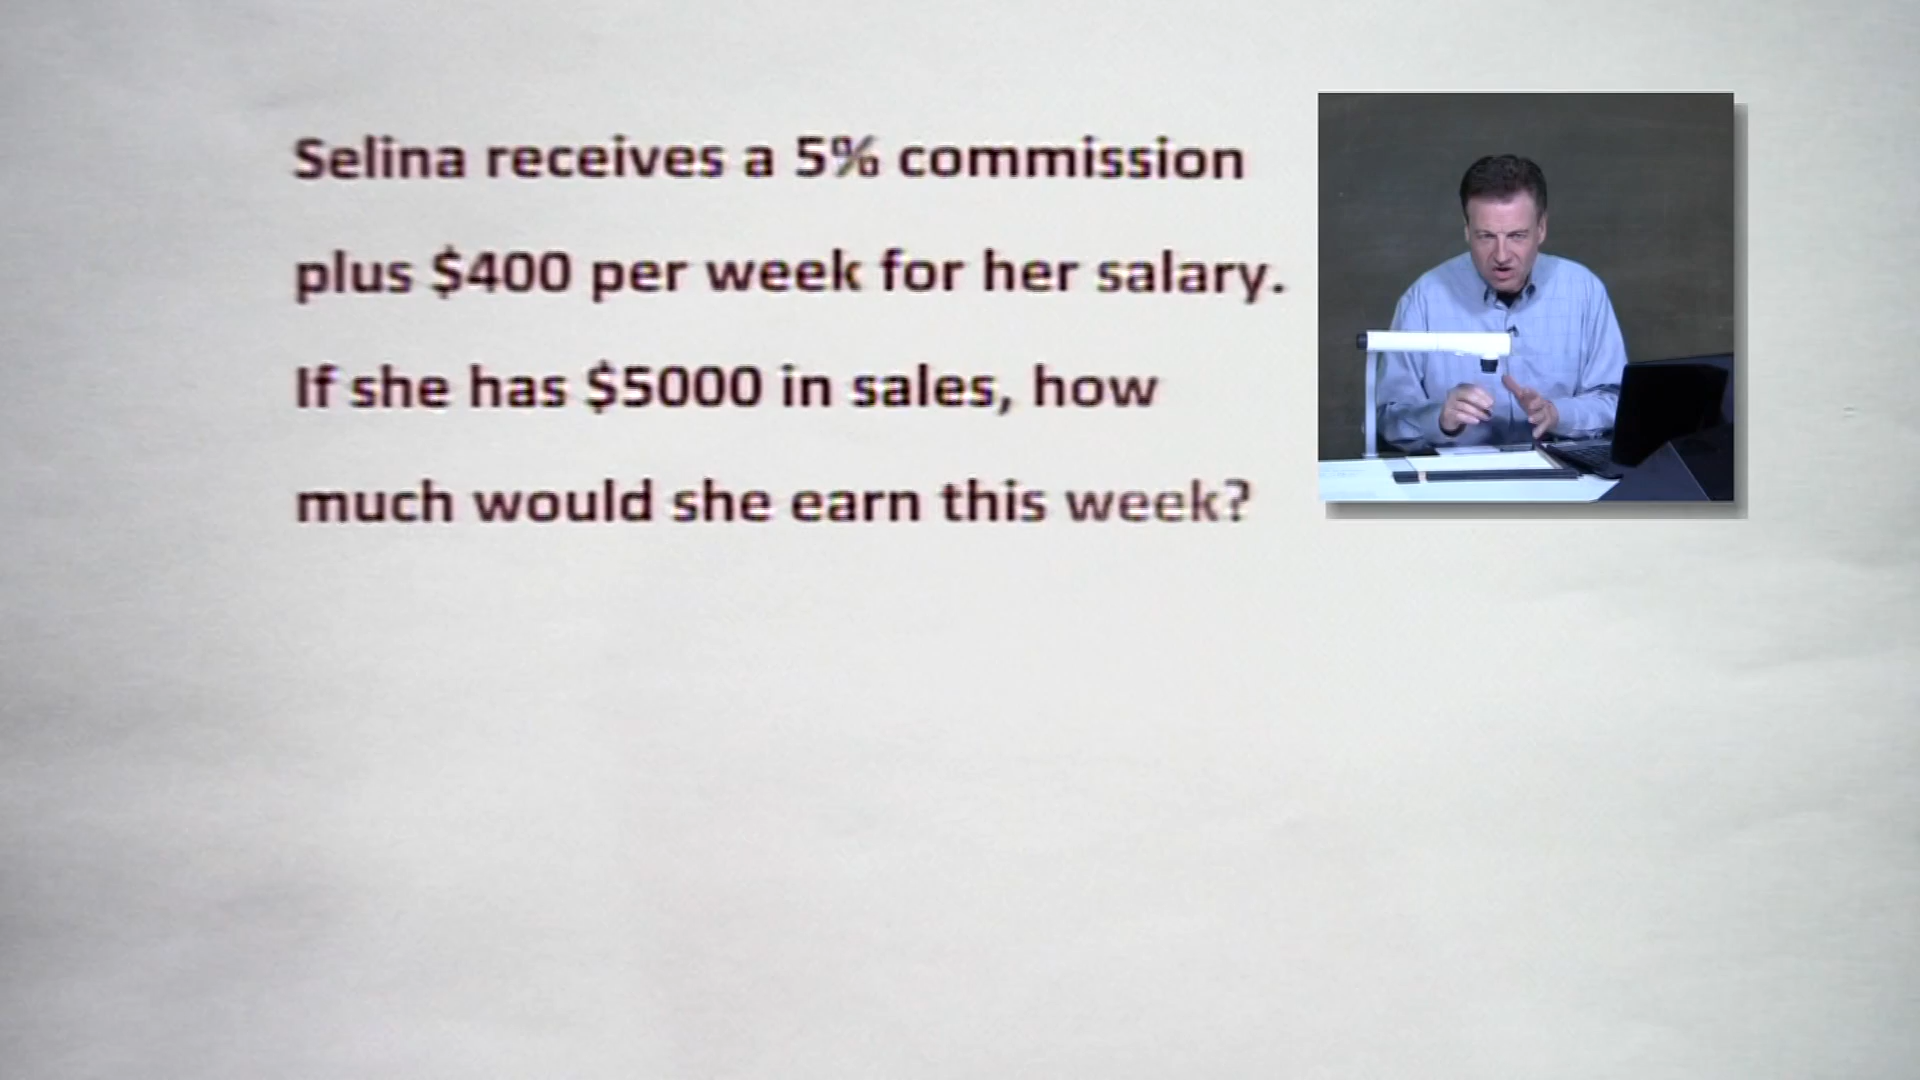 Selina receives a 5% commission
plus $400 per week for her salary.
If she has $5000 in sales, how
much would she earn this week?